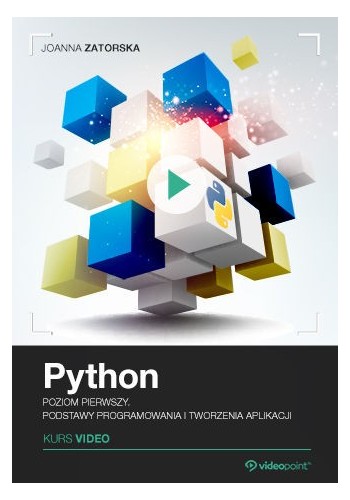 JOANNA ZATORSKA
Python
POZIOM PIERWSZY.
PODSTAWY PROGRAMOWANIA I TWORZENIA APLIKACJI
KURS VIDEO
videopoint